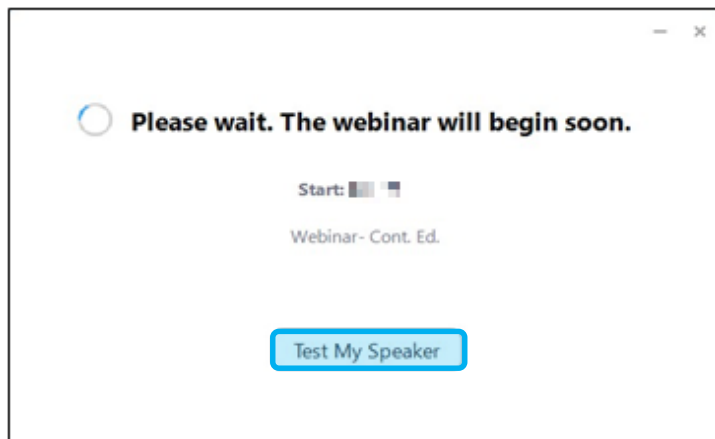 Please wait. The webinar will begin soon.
Start:
Webinar- Cont. Ed.
Test My Speaker